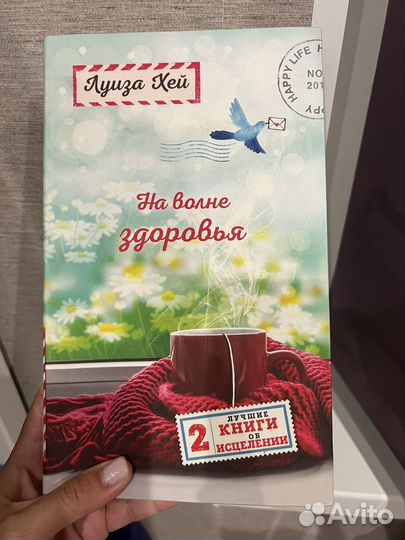 Луиза Хей
HAPPY LIFE
NO
201
На волне
здоровья
2
ЛУЧШИЕ
КНИГИ
ОБ
ИСЦЕЛЕНИИ
Avito